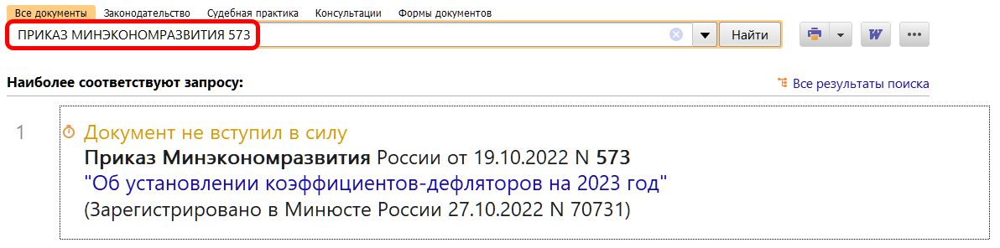 Все документы Законодательство Судебная практика Консультации Формы документов
ПРИКАЗ МИНЭКОНОМРАЗВИТИЯ 573 Найти W
Наиболее соответствуют запросу: Все результаты поиска
1 Документ не вступил в силу
Приказ Минэкономразвития России от 19.10.2022 N 573
"Об установлении коэффициентов-дефляторов на 2023 год"
(Зарегистрировано в Минюсте России 27.10.2022 N 70731)